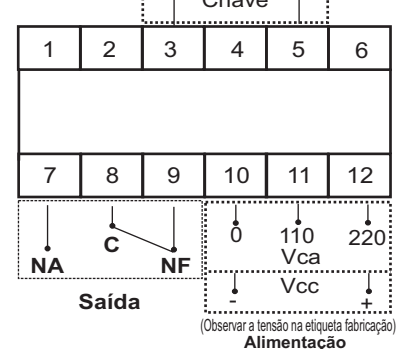 Chave
1 2 3 4 5 6
7 8 9 10 11 12
0 110 220
C
NA NF
Vca
Vcc
Saída
- +
(Observar a tensão na etiqueta fabricação)
Alimentação